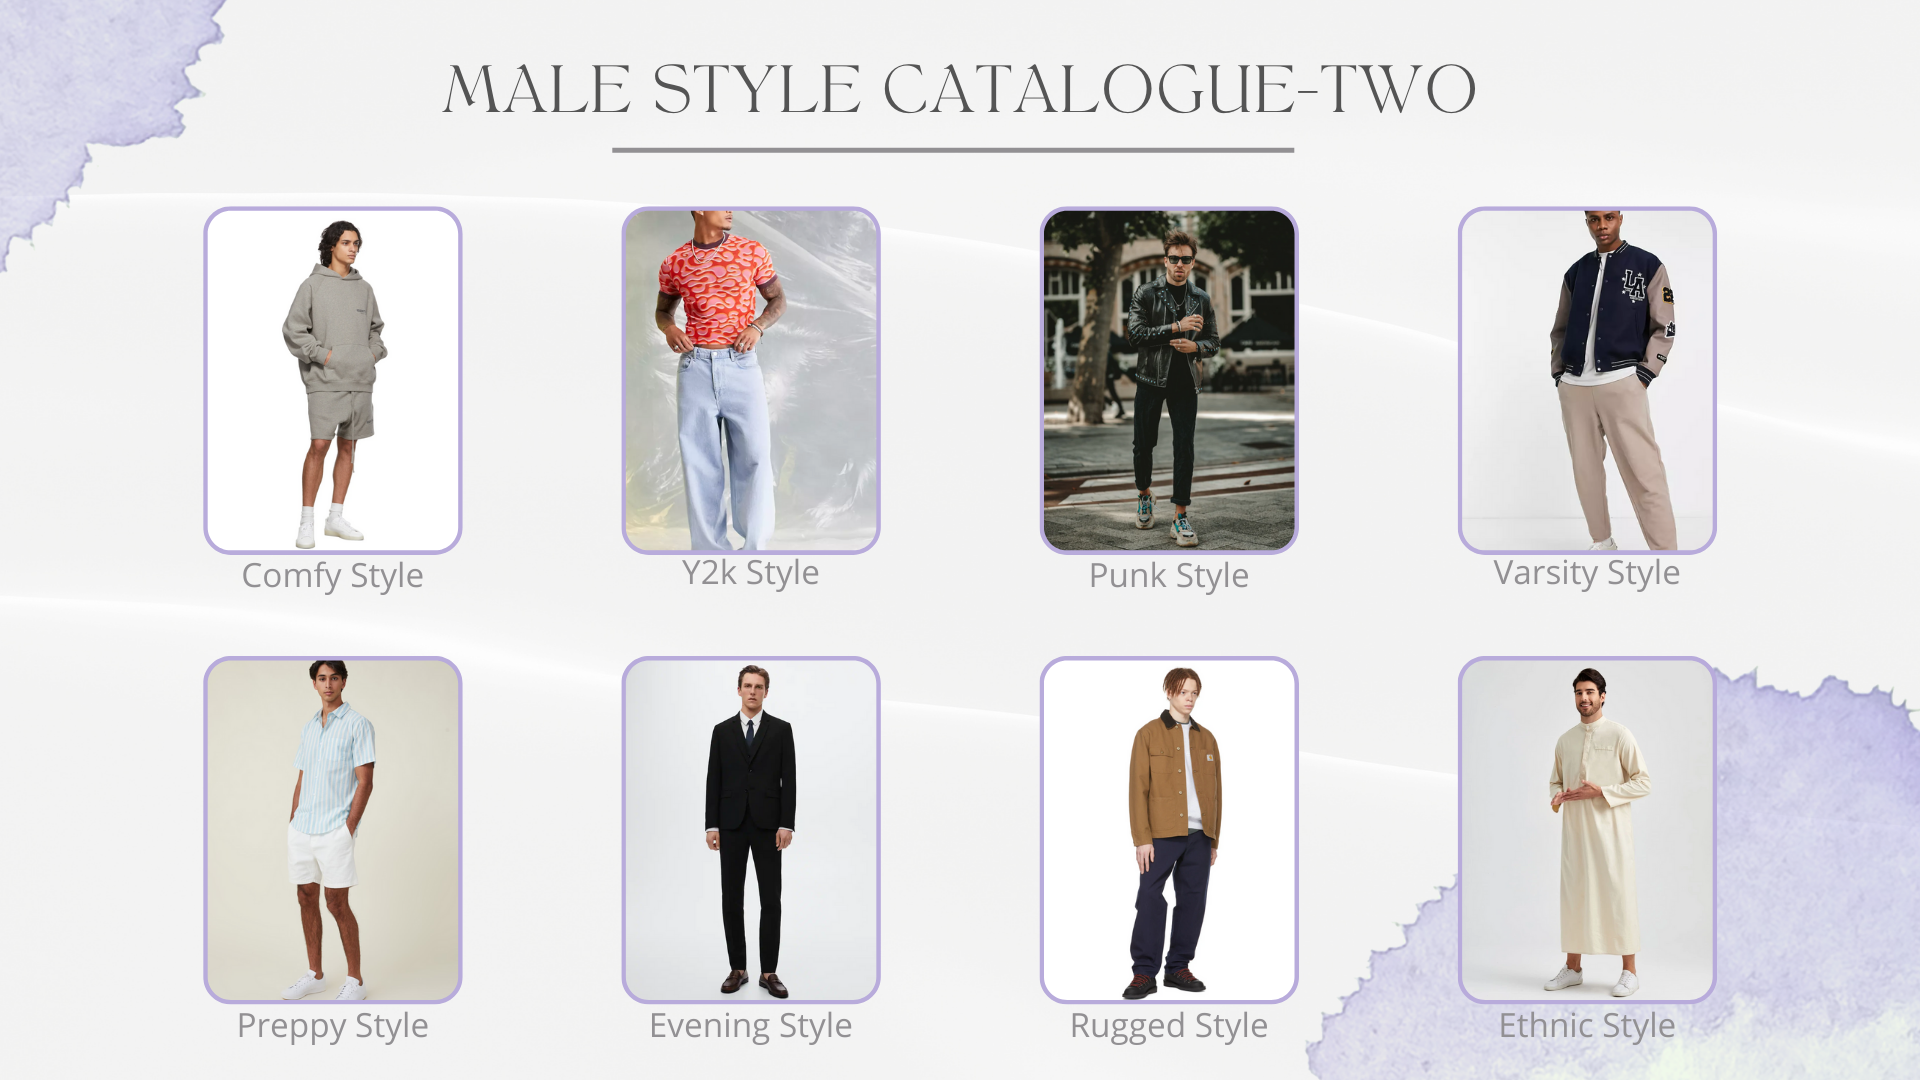 MALE STYLE CATALOGUE-TWO
LA
Comfy Style
Y2k Style
Punk Style
Varsity Style
Preppy Style
Evening Style
Rugged Style
Ethnic Style